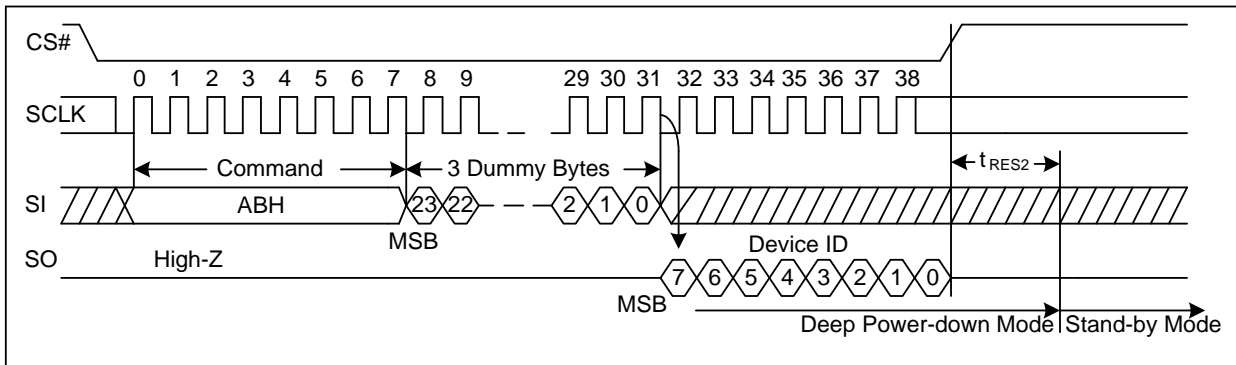 CS#
0 1 2 3 4 5 6 7 8 9 29 30 31 32 33 34 35 36 37 38
SCLK
Command 3 Dummy Bytes tRES2
SI ABH 23 22 2 1 0
MSB Device ID
SO High-Z
7 6 5 4 3 2 1 0
MSB
Deep Power-down Mode Stand-by Mode